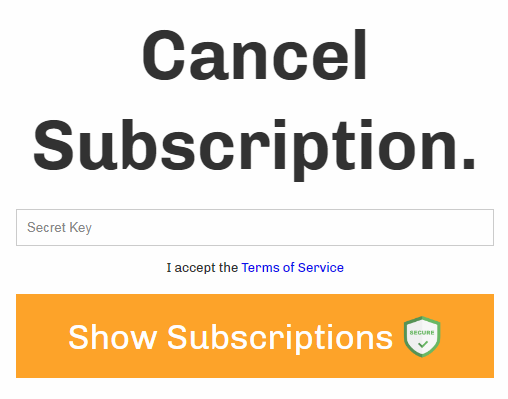 Cancel
Subscription.
Secret Key
I accept the Terms of Service
Show Subscriptions
SECURE